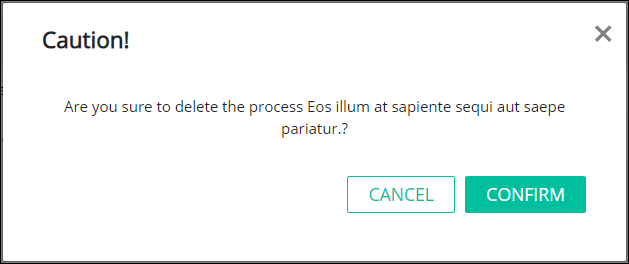 Caution!
Are you sure to delete the process Eos illum at sapiente sequi aut saepe
pariatur.?
CANCEL
CONFIRM